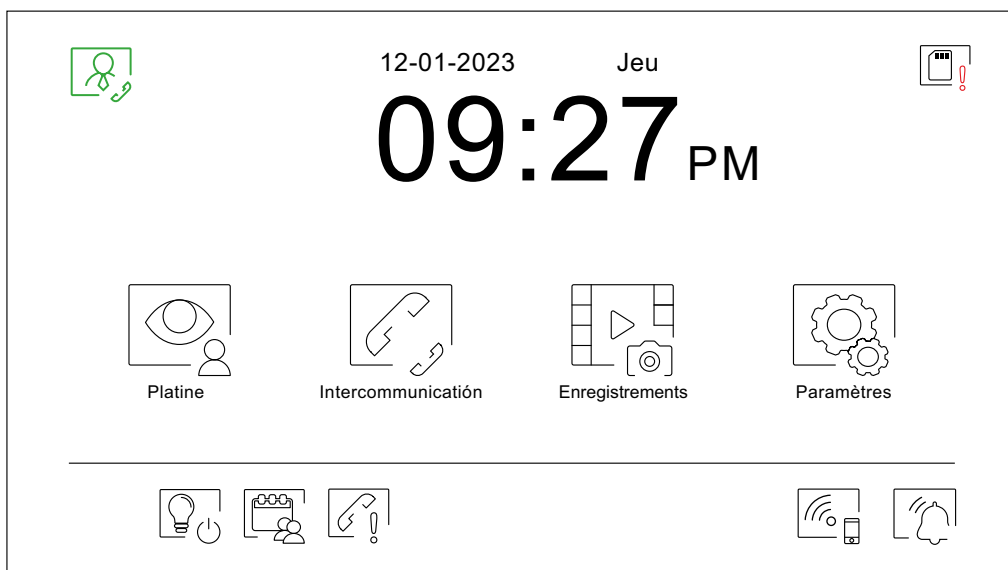 12-01-2023 Jeu
09:27 PM
Platine Intercommunicatión Enregistrements Paramètres